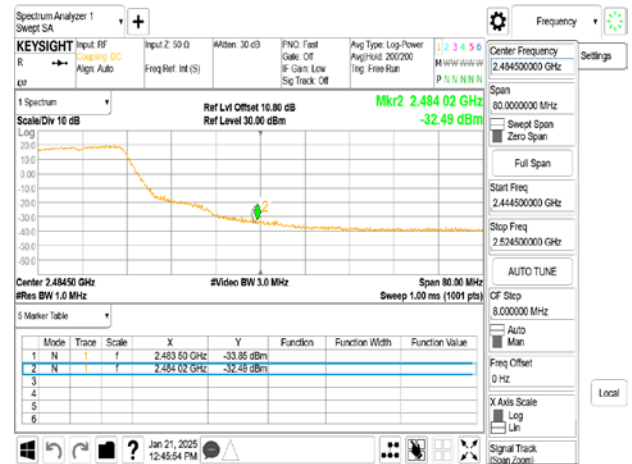 Spectrum Analyzer 1
Swept SA
Frequency
KEYSIGHT
Input: RF
Coupling: DC
Align: Auto
Input Z: 50 Ω
Freq Ref: Int (S)
#Atten: 30 dB
PNO: Fast
Gate: Off
IF Gain: Low
Sig Track: Off
Avg Type: Log-Power
Avg|Hold: 200/200
Trig: Free Run
1 2 3 4 5 6
M W W W W W
P N N N N N
R
Center Frequency
2.484500000 GHz
Settings
Span
80.0000000 MHz
Swept Span
Zero Span
Full Span
Start Freq
2.444500000 GHz
Stop Freq
2.524500000 GHz
AUTO TUNE
CF Step
8.000000 MHz
Auto
Man
Freq Offset
0 Hz
X Axis Scale
Log
Lin
Signal Track
(Span Zoom)
Local
1 Spectrum
Scale/Div 10 dB
Ref Lvl Offset 10.80 dB
Ref Level 30.00 dBm
Mkr2 2.484 02 GHz
-32.49 dBm
Log
20.0
10.0
0.00
-10.0
-20.0
-30.0
-40.0
-50.0
-60.0
2
Center 2.48450 GHz
#Video BW 3.0 MHz
Span 80.00 MHz
#Res BW 1.0 MHz
Sweep 1.00 ms (1001 pts)
5 Marker Table
Mode Trace Scale X Y Function Function Width Function Value
1 N 1 f 2.483 50 GHz -33.85 dBm
2 N 1 f 2.484 02 GHz -32.49 dBm
3
4
5
6
?
Jan 21, 2025
12:45:54 PM